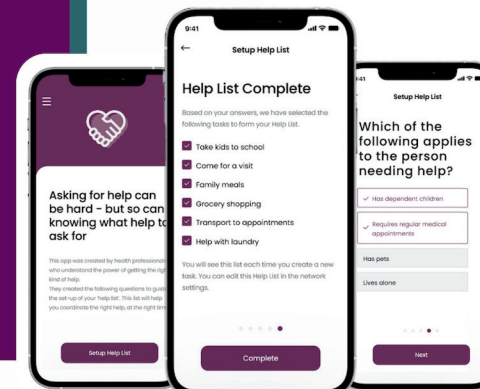 Asking for help can
be hard - but so can
knowing what help to
ask for
This app was created by health professionals
who understand the power of getting the right
kind of help.
They created the following questions to guide
the set-up of your 'help list'. This list will help
you coordinate the right help, at the right time
Setup Help List
9:41
Setup Help List
Help List Complete
Based on your answers, we have selected the
following tasks to form your Help List.
Take kids to school
Come for a visit
Family meals
Grocery shopping
Transport to appointments
Help with laundry
You will see this list each time you create a new
task. You can edit this Help List in the network
settings.
Complete
:41
Setup Help List
Which of the
following applies
to the person
needing help?
Has dependent children
Requires regular medical
appointments
Has pets
Lives alone
Next